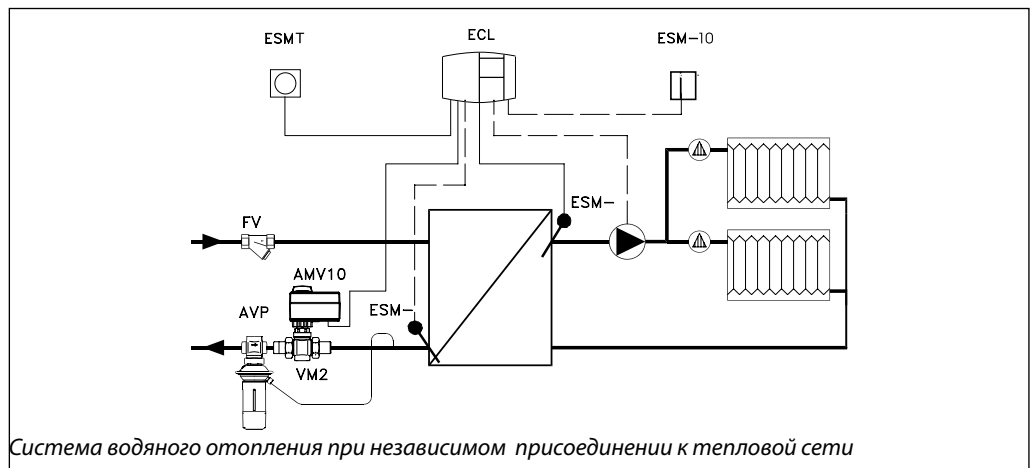 ESMT
ECL
ESM-10
ESM-
FV
AMV10
ESM-
AVP
VM2
Система водяного отопления при независимом присоединении к тепловой сети